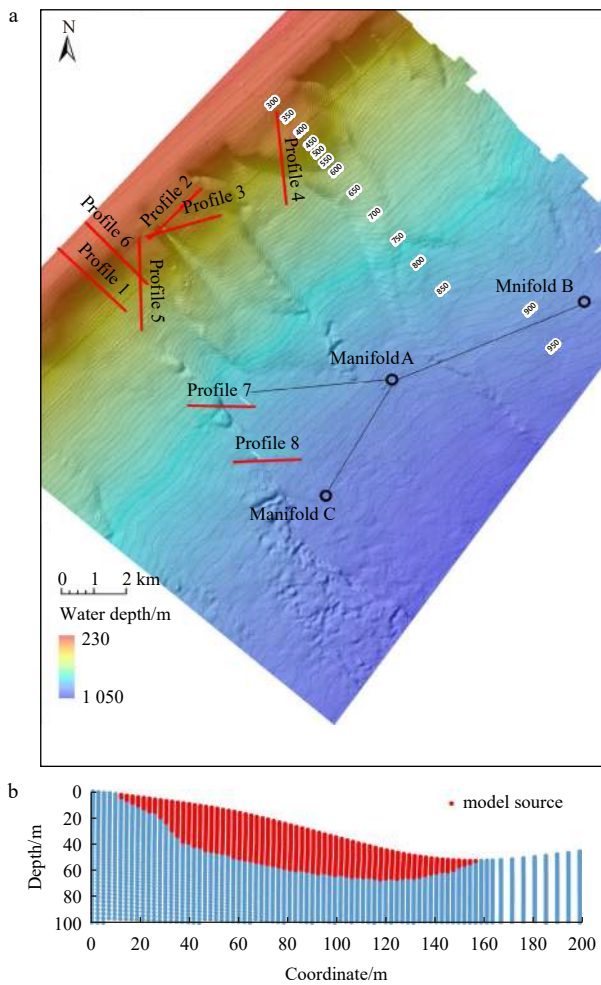 a
N
300
350
400
450
500
550
600
650
700
750
800
850
900
950
Profile 2
Profile 3
Profile 4
Profile 6
Profile 1
Profile 5
Mnifold B
Manifold A
Profile 7
Profile 8
Manifold C
0 1 2 km
Water depth/m
230
1 050
b
model source
Depth/m
0
20
40
60
80
100
0 20 40 60 80 100 120 140 160 180 200
Coordinate/m